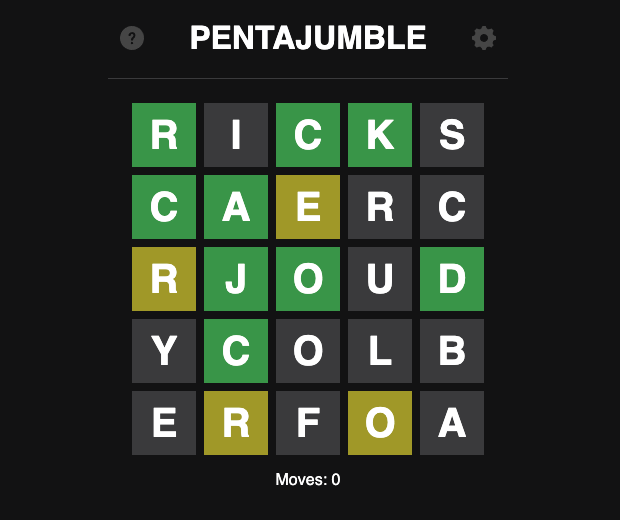 ? PENTAJUMBLE
R I C K S
C A E R C
R J O U D
Y C O L B
E R F O A
Moves: 0